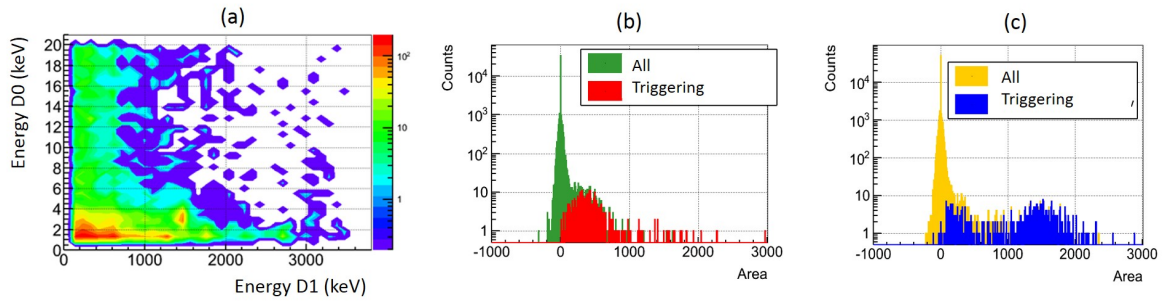 (a)
Energy D0 (keV)
20
18
16
14
12
10
8
6
4
2
0
0 1000 2000 3000
Energy D1 (keV)
10²
10
1
(b)
Counts
10⁴
10³
10²
10
1
All
Triggering
-1000 0 1000 2000 3000
Area
(c)
Counts
10⁴
10³
10²
10
1
All
Triggering
-1000 0 1000 2000 3000
Area